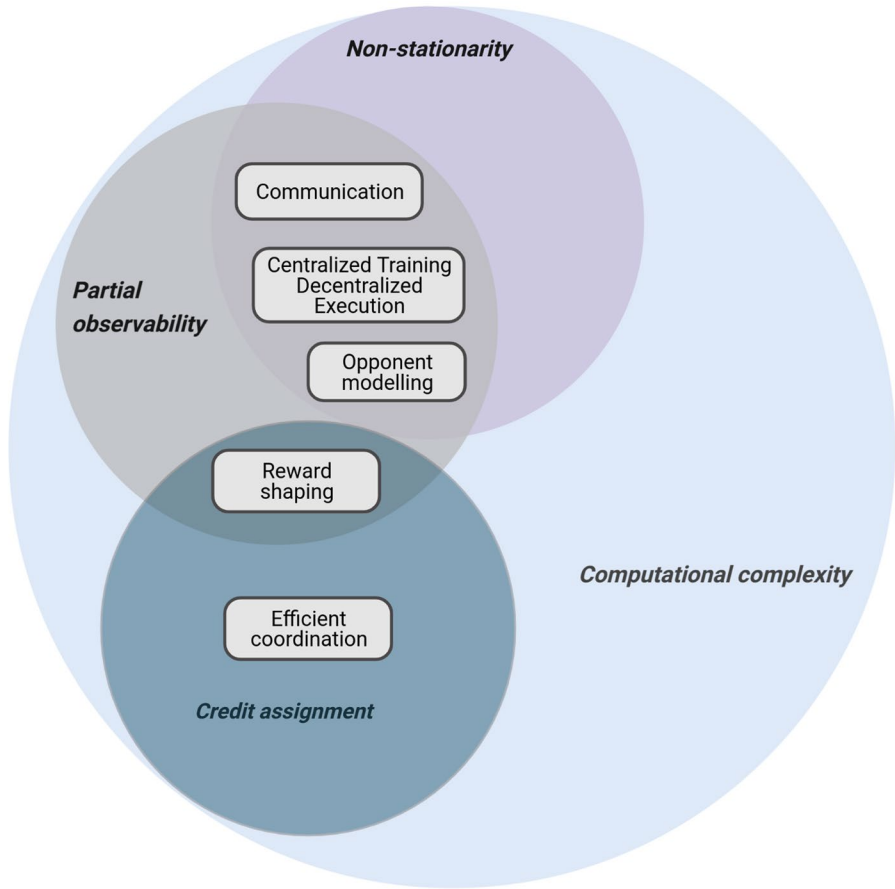 Non-stationarity
Communication
Centralized Training
Decentralized
Execution
Partial
observability
Opponent
modelling
Reward
shaping
Computational complexity
Efficient
coordination
Credit assignment